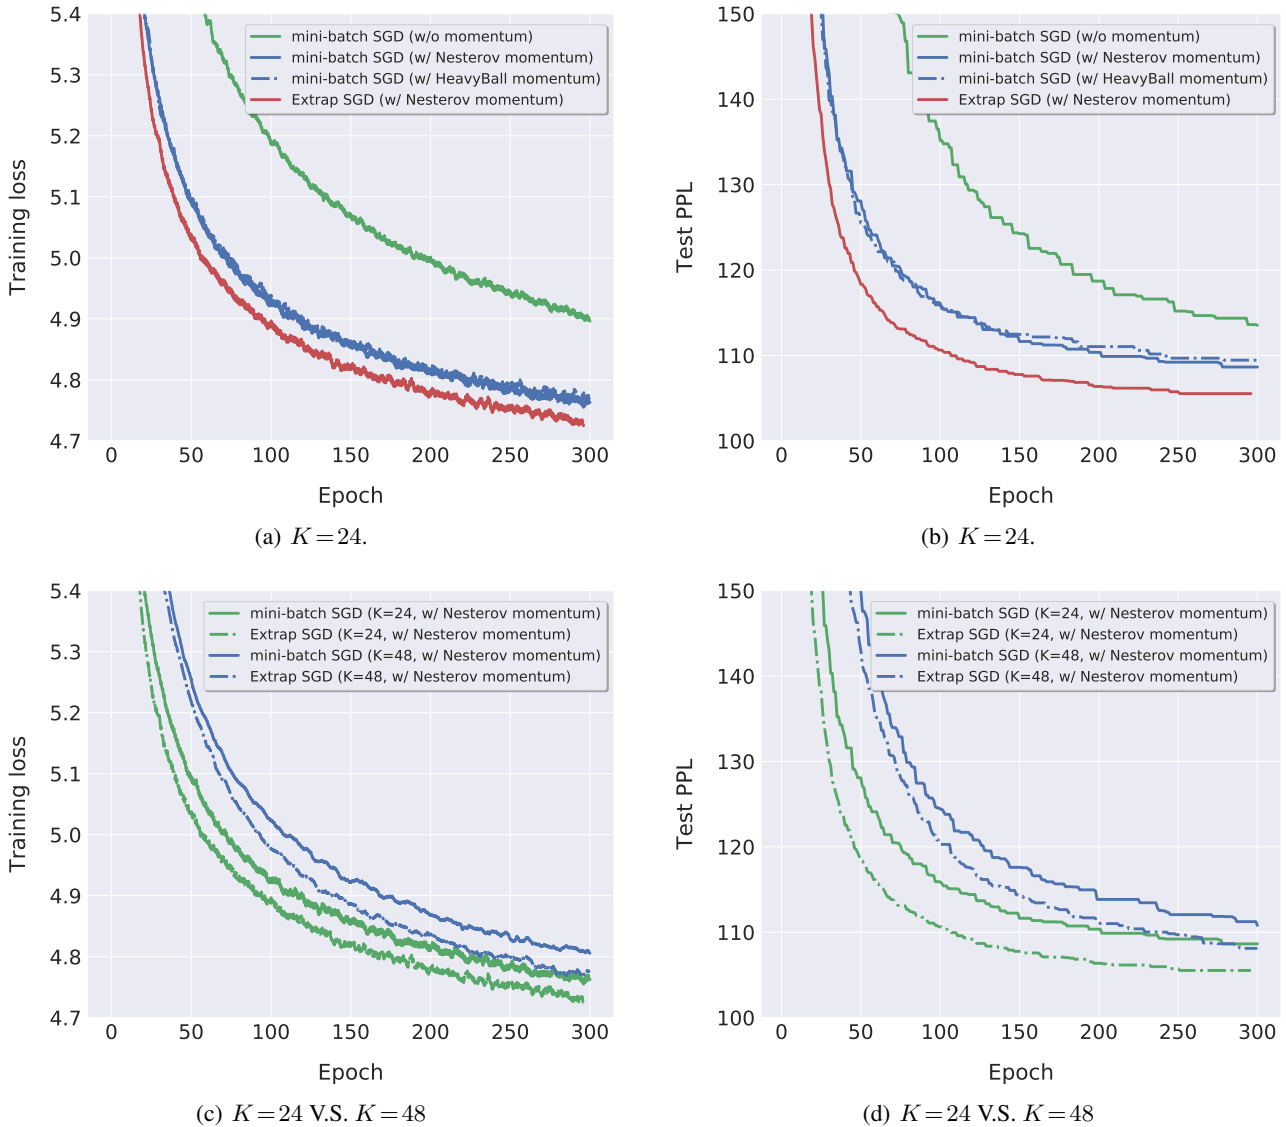 5.4
5.3
5.2
5.1
5.0
4.9
4.8
4.7
Training loss
mini-batch SGD (w/o momentum)
mini-batch SGD (w/ Nesterov momentum)
mini-batch SGD (w/ HeavyBall momentum)
Extrap SGD (w/ Nesterov momentum)
0 50 100 150 200 250 300
Epoch
(a) K=24.
150
140
130
120
110
100
Test PPL
mini-batch SGD (w/o momentum)
mini-batch SGD (w/ Nesterov momentum)
mini-batch SGD (w/ HeavyBall momentum)
Extrap SGD (w/ Nesterov momentum)
0 50 100 150 200 250 300
Epoch
(b) K=24.
5.4
5.3
5.2
5.1
5.0
4.9
4.8
4.7
Training loss
mini-batch SGD (K=24, w/ Nesterov momentum)
Extrap SGD (K=24, w/ Nesterov momentum)
mini-batch SGD (K=48, w/ Nesterov momentum)
Extrap SGD (K=48, w/ Nesterov momentum)
0 50 100 150 200 250 300
Epoch
(c) K=24 V.S. K=48
150
140
130
120
110
100
Test PPL
mini-batch SGD (K=24, w/ Nesterov momentum)
Extrap SGD (K=24, w/ Nesterov momentum)
mini-batch SGD (K=48, w/ Nesterov momentum)
Extrap SGD (K=48, w/ Nesterov momentum)
0 50 100 150 200 250 300
Epoch
(d) K=24 V.S. K=48